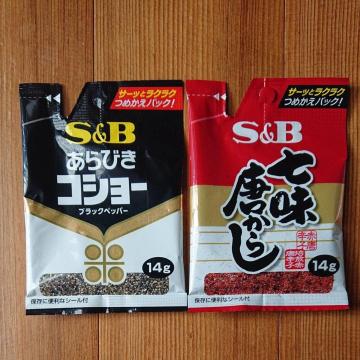 サーッとラクラク
つめかえパック!
S&B
あらびき
コショー
ブラックペッパー
14g
保存に便利なシール付
サーッとラクラク
つめかえパック!
S&B
七味
唐からし
14g
保存に便利なシール付